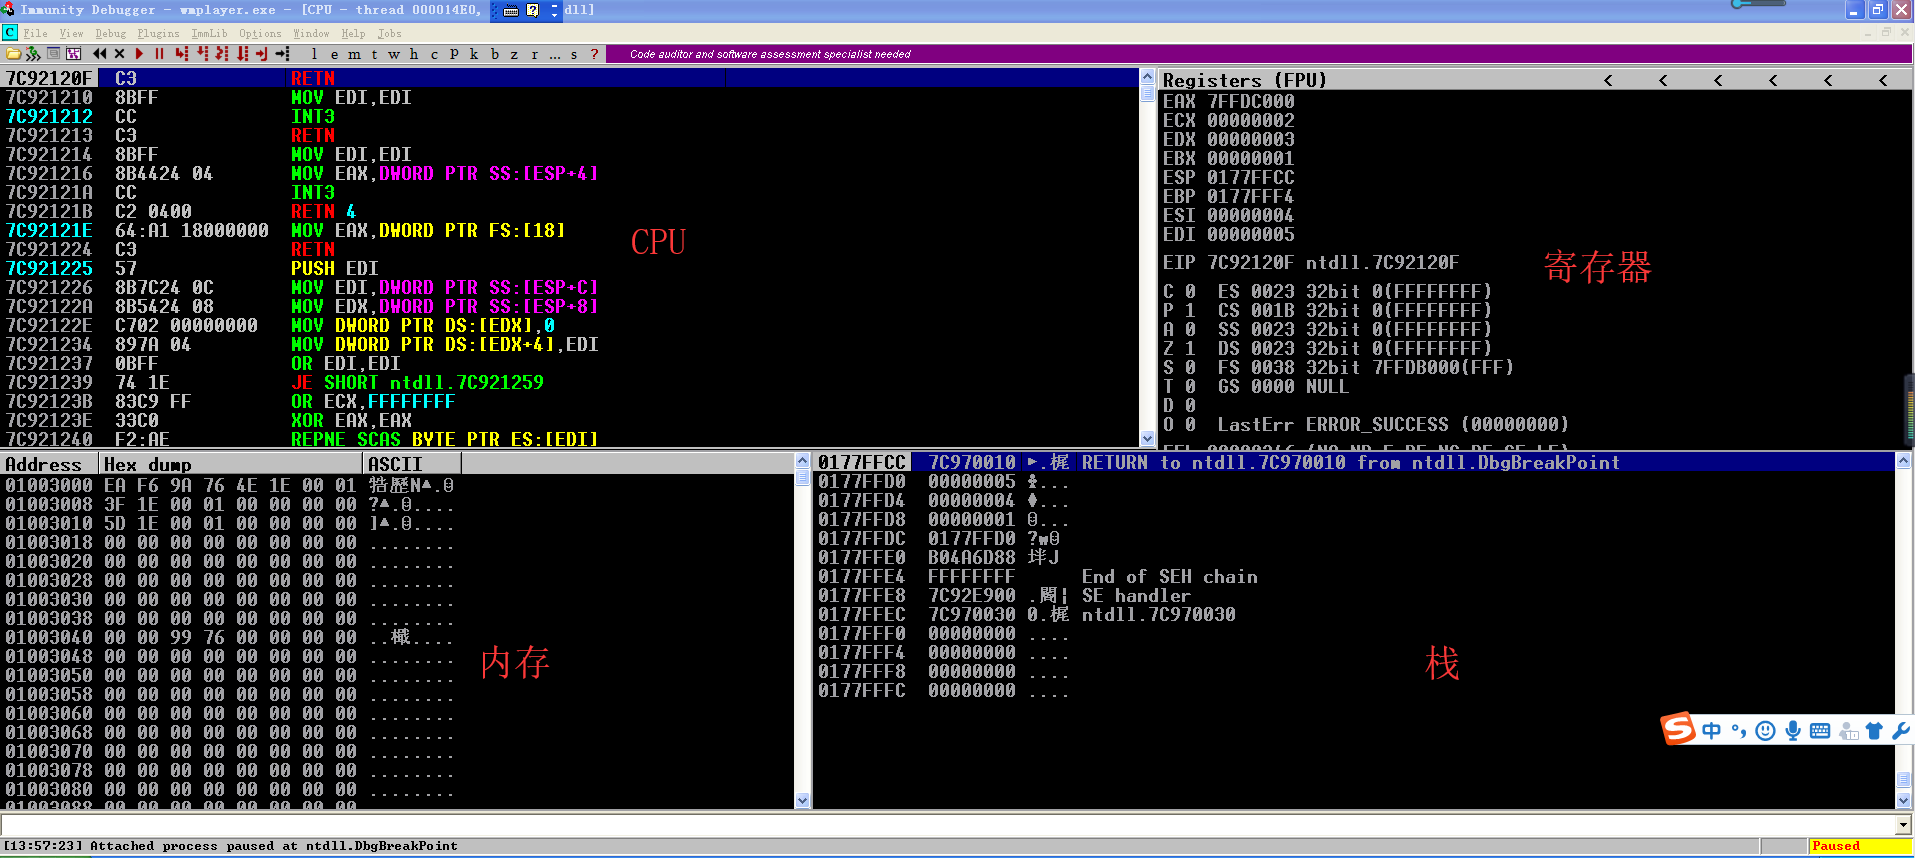 Immunity Debugger - wmplayer.exe - [CPU - thread 000014E0, dll]
File View Debug Plugins ImmLib Options Window Help Jobs
l e m t w h c P k b z r ... s ? Code auditor and software assessment specialist needed
7C92120F C3 RETN
7C921210 8BFF MOV EDI,EDI
7C921212 CC INT3
7C921213 C3 RETN
7C921214 8BFF MOV EDI,EDI
7C921216 8B4424 04 MOV EAX,DWORD PTR SS:[ESP+4]
7C92121A CC INT3
7C92121B C2 0400 RETN 4
7C92121E 64:A1 18000000 MOV EAX,DWORD PTR FS:[18]
7C921224 C3 RETN
7C921225 57 PUSH EDI
7C921226 8B7C24 0C MOV EDI,DWORD PTR SS:[ESP+C]
7C92122A 8B5424 08 MOV EDX,DWORD PTR SS:[ESP+8]
7C92122E C702 00000000 MOV DWORD PTR DS:[EDX],0
7C921234 897A 04 MOV DWORD PTR DS:[EDX+4],EDI
7C921237 0BFF OR EDI,EDI
7C921239 74 1E JE SHORT ntdll.7C921259
7C92123B 83C9 FF OR ECX,FFFFFFFF
7C92123E 33C0 XOR EAX,EAX
7C921240 F2:AE REPNE SCAS BYTE PTR ES:[EDI]
CPU
Registers (FPU) < < < < < <
EAX 7FFDC000
ECX 00000002
EDX 00000003
EBX 00000001
ESP 0177FFCC
EBP 0177FFF4
ESI 00000004
EDI 00000005
EIP 7C92120F ntdll.7C92120F
C 0 ES 0023 32bit 0(FFFFFFFF)
P 1 CS 001B 32bit 0(FFFFFFFF)
A 0 SS 0023 32bit 0(FFFFFFFF)
Z 1 DS 0023 32bit 0(FFFFFFFF)
S 0 FS 0038 32bit 7FFDB000(FFF)
T 0 GS 0000 NULL
D 0
O 0 LastErr ERROR_SUCCESS (00000000)
寄存器
Address Hex dump ASCII
01003000 EA F6 9A 76 4E 1E 00 01
01003008 3F 1E 00 01 00 00 00 00 ?▲.θ....
01003010 5D 1E 00 01 00 00 00 00 ]▲.θ....
01003018 00 00 00 00 00 00 00 00 ........
01003020 00 00 00 00 00 00 00 00 ........
01003028 00 00 00 00 00 00 00 00 ........
01003030 00 00 00 00 00 00 00 00 ........
01003038 00 00 00 00 00 00 00 00 ........
01003040 00 00 99 76 00 00 00 00
01003048 00 00 00 00 00 00 00 00 ........
01003050 00 00 00 00 00 00 00 00 ........
01003058 00 00 00 00 00 00 00 00 ........
01003060 00 00 00 00 00 00 00 00 ........
01003068 00 00 00 00 00 00 00 00 ........
01003070 00 00 00 00 00 00 00 00 ........
01003078 00 00 00 00 00 00 00 00 ........
01003080 00 00 00 00 00 00 00 00 ........
01003088 00 00 00 00 00 00 00 00
内存
0177FFCC 7C970010 ►.梶 RETURN to ntdll.7C970010 from ntdll.DbgBreakPoint
0177FFD0 00000005 ♣...
0177FFD4 00000004 ♦...
0177FFD8 00000001 θ...
0177FFDC 0177FFD0 ?wθ
0177FFE0 B04A6D88 J
0177FFE4 FFFFFFFF End of SEH chain
0177FFE8 7C92E900 SE handler
0177FFEC 7C970030 0.梶 ntdll.7C970030
0177FFF0 00000000 ....
0177FFF4 00000000 ....
0177FFF8 00000000 ....
0177FFFC 00000000 ....
栈
S 中
[13:57:23] Attached process paused at ntdll.DbgBreakPoint Paused